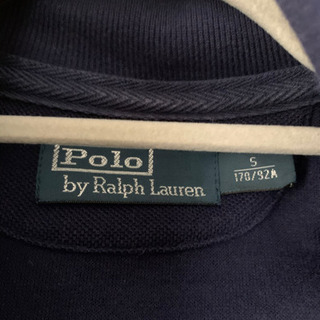 Polo
by Ralph Lauren
S
170/92A